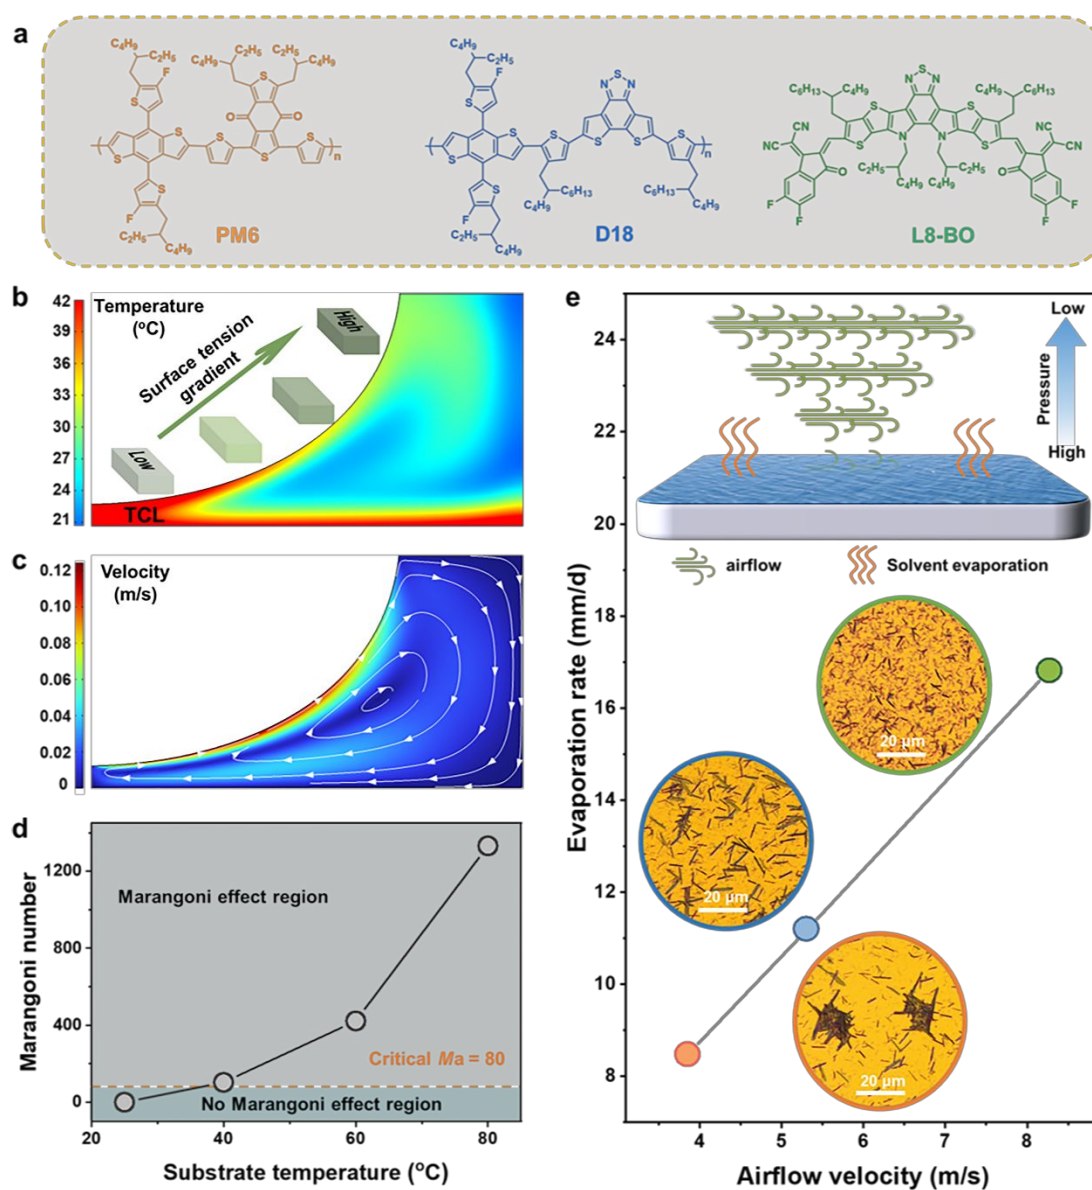 a
C4H9
C2H5
F
S
C4H9
C2H5
C2H5
C4H9
S
S
O
O
S
S
S
S
S
n
S
F
C2H5
C4H9
PM6
C4H9
C2H5
F
S
S
N
N
S
S
S
S
S
S
n
S
F
C6H13
C4H9
C6H13
C4H9
C2H5
C4H9
D18
C6H13
C4H9
S
N
N
C4H9
C6H13
S
S
S
S
NC
CN
N
N
CN
CN
O
C2H5
C4H9
C2H5
C4H9
O
F
F
F
F
L8-BO
b
42
39
36
33
30
27
24
21
Temperature
(°C)
Surface tension
gradient
High
Low
TCL
c
0.12
0.10
0.08
0.06
0.04
0.02
0
Velocity
(m/s)
d
Marangoni number
1200
800
400
0
Marangoni effect region
Critical Ma = 80
No Marangoni effect region
20
40
60
80
Substrate temperature (°C)
e
Evaporation rate (mm/d)
24
22
20
18
16
14
12
10
8
Low
Pressure
High
airflow
Solvent evaporation
20 μm
20 μm
20 μm
4
5
6
7
8
Airflow velocity (m/s)